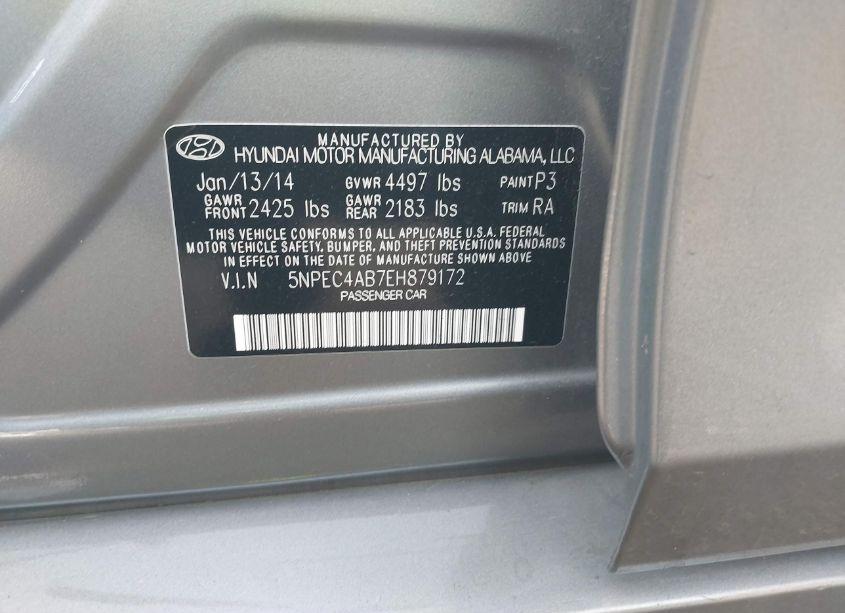 MANUFACTURED BY
HYUNDAI MOTOR MANUFACTURING ALABAMA, LLC
Jan/13/14 GVWR 4497 lbs PAINT P3
GAWR FRONT 2425 lbs GAWR REAR 2183 lbs TRIM RA
THIS VEHICLE CONFORMS TO ALL APPLICABLE U.S.A. FEDERAL
MOTOR VEHICLE SAFETY, BUMPER, AND THEFT PREVENTION STANDARDS
IN EFFECT ON THE DATE OF MANUFACTURE SHOWN ABOVE
V.I.N 5NPEC4AB7EH879172
PASSENGER CAR